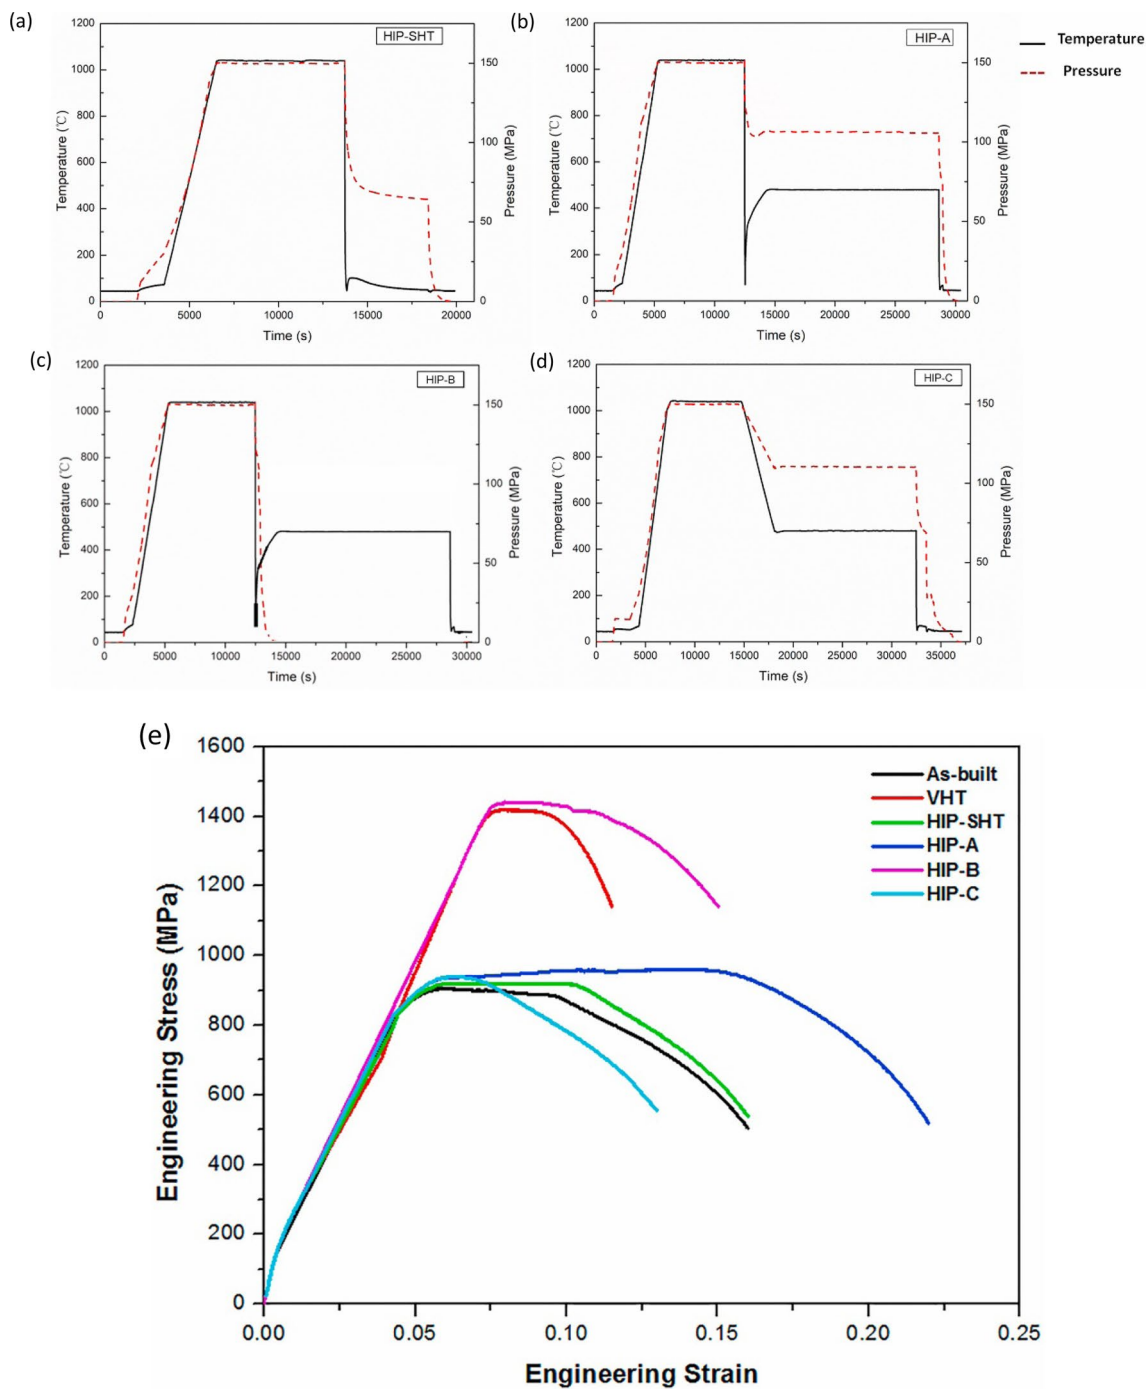 (a)
HIP-SHT
1200
1000
800
600
400
200
0
Temperature (℃)
150
100
50
0
Pressure (MPa)
0 5000 10000 15000 20000
Time (s)
(b)
HIP-A
1200
1000
800
600
400
200
0
Temperature (℃)
150
100
50
0
Pressure (MPa)
0 5000 10000 15000 20000 25000 30000
Time (s)
Temperature
Pressure
(c)
HIP-B
1200
1000
800
600
400
200
0
Temperature (℃)
150
100
50
0
Pressure (MPa)
0 5000 10000 15000 20000 25000 30000
Time (s)
(d)
HIP-C
1200
1000
800
600
400
200
0
Temperature (℃)
150
100
50
0
Pressure (MPa)
0 5000 10000 15000 20000 25000 30000 35000
Time (s)
(e)
1600
1400
1200
1000
800
600
400
200
0
Engineering Stress (MPa)
As-built
VHT
HIP-SHT
HIP-A
HIP-B
HIP-C
0.00 0.05 0.10 0.15 0.20 0.25
Engineering Strain